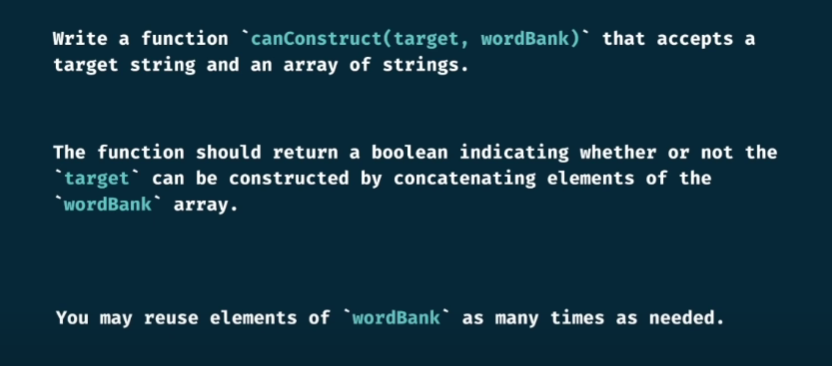 Write a function `canConstruct(target, wordBank)` that accepts a
target string and an array of strings.
The function should return a boolean indicating whether or not the
`target` can be constructed by concatenating elements of the
`wordBank` array.
You may reuse elements of `wordBank` as many times as needed.